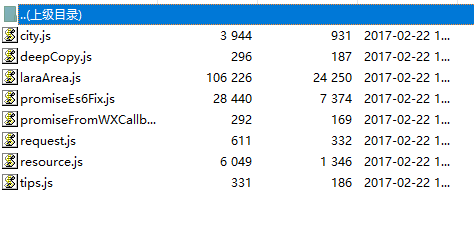 ..(上级目录)
city.js 3 944 931 2017-02-22 1...
deepCopy.js 296 187 2017-02-22 1...
laraArea.js 106 226 24 250 2017-02-22 1...
promiseEs6Fix.js 28 440 7 374 2017-02-22 1...
promiseFromWXCallb... 292 169 2017-02-22 1...
request.js 611 332 2017-02-22 1...
resource.js 6 049 1 346 2017-02-22 1...
tips.js 331 186 2017-02-22 1...